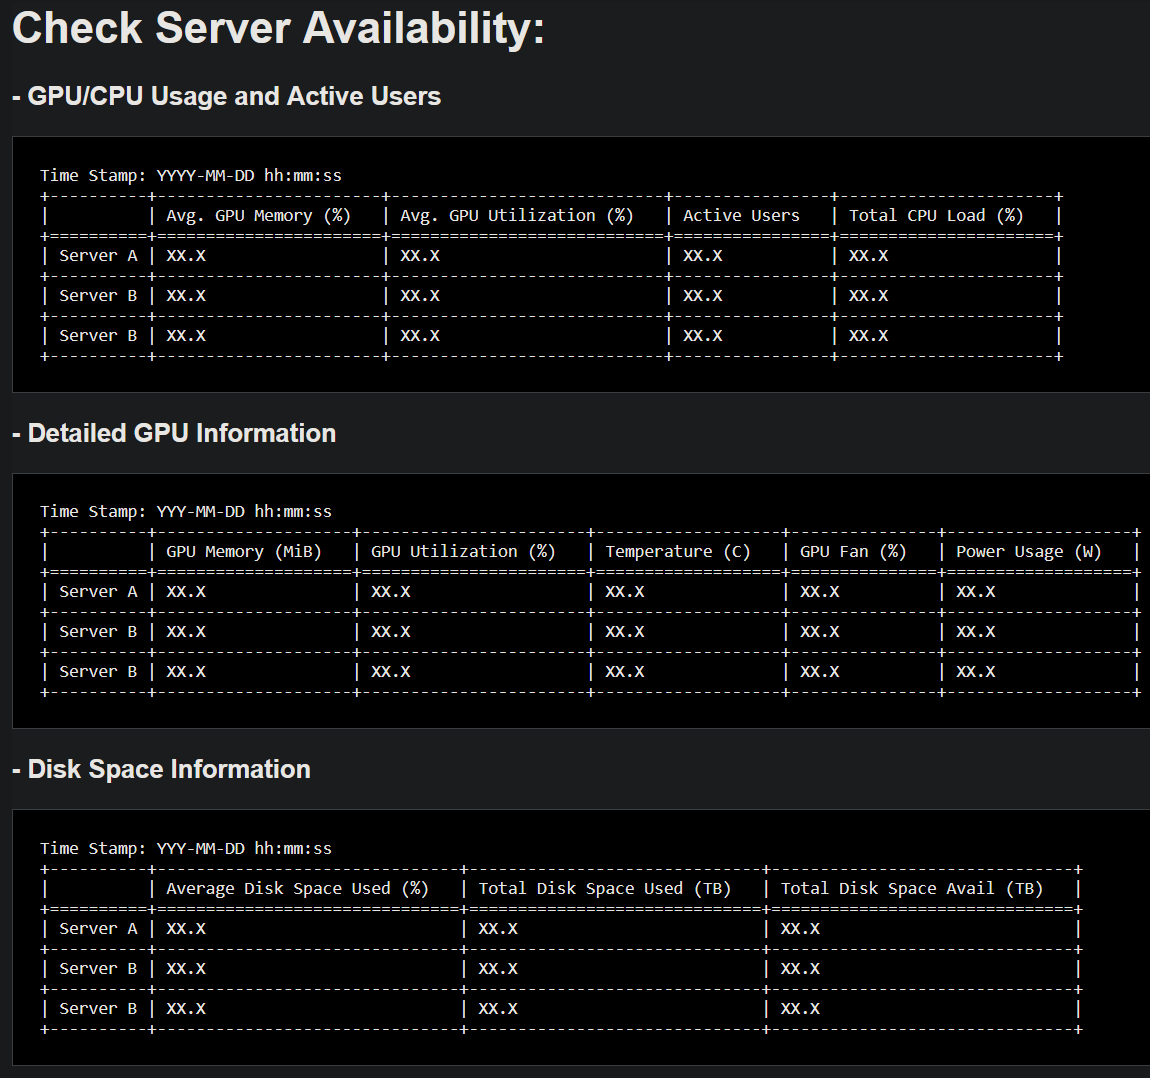 Check Server Availability:
- GPU/CPU Usage and Active Users
Time Stamp: YYYY-MM-DD hh:mm:ss
+----------+-----------------------+----------------------------+----------------+----------------------+
|          | Avg. GPU Memory (%)   | Avg. GPU Utilization (%)   | Active Users   | Total CPU Load (%)   |
+==========+=======================+============================+================+======================+
| Server A | XX.X                  | XX.X                       | XX.X           | XX.X                 |
+----------+-----------------------+----------------------------+----------------+----------------------+
| Server B | XX.X                  | XX.X                       | XX.X           | XX.X                 |
+----------+-----------------------+----------------------------+----------------+----------------------+
| Server B | XX.X                  | XX.X                       | XX.X           | XX.X                 |
+----------+-----------------------+----------------------------+----------------+----------------------+
- Detailed GPU Information
Time Stamp: YYY-MM-DD hh:mm:ss
+----------+--------------------+-----------------------+-------------------+---------------+-------------------+
|          | GPU Memory (MiB)   | GPU Utilization (%)   | Temperature (C)   | GPU Fan (%)   | Power Usage (W)   |
+==========+====================+=======================+===================+===============+===================+
| Server A | XX.X               | XX.X                  | XX.X              | XX.X          | XX.X              |
+----------+--------------------+-----------------------+-------------------+---------------+-------------------+
| Server B | XX.X               | XX.X                  | XX.X              | XX.X          | XX.X              |
+----------+--------------------+-----------------------+-------------------+---------------+-------------------+
| Server B | XX.X               | XX.X                  | XX.X              | XX.X          | XX.X              |
+----------+--------------------+-----------------------+-------------------+---------------+-------------------+
- Disk Space Information
Time Stamp: YYY-MM-DD hh:mm:ss
+----------+-------------------------------+------------------------------+-------------------------------+
|          | Average Disk Space Used (%)   | Total Disk Space Used (TB)   | Total Disk Space Avail (TB)   |
+==========+===============================+==============================+===============================+
| Server A | XX.X                          | XX.X                         | XX.X                          |
+----------+-------------------------------+------------------------------+-------------------------------+
| Server B | XX.X                          | XX.X                         | XX.X                          |
+----------+-------------------------------+------------------------------+-------------------------------+
| Server B | XX.X                          | XX.X                         | XX.X                          |
+----------+-------------------------------+------------------------------+-------------------------------+